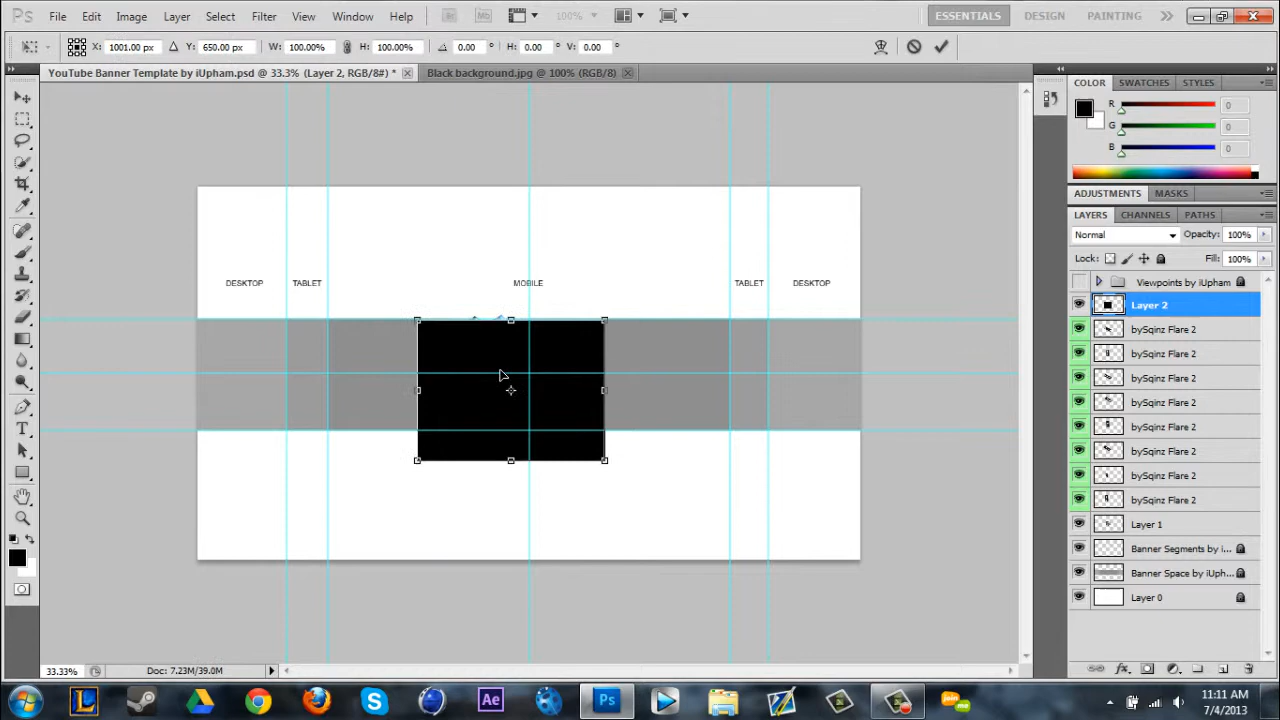 Ps File Edit Image Layer Select Filter View Window Help Br Mb 100% ESSENTIALS DESIGN PAINTING
X: 1001.00 px Y: 650.00 px W: 100.00% H: 100.00% 0.00 ° H: 0.00 ° V: 0.00 °
YouTube Banner Template by iUpham.psd @ 33.3% (Layer 2, RGB/8#) * Black background.jpg @ 100% (RGB/8)
COLOR SWATCHES STYLES
R 0
G 0
B 0
ADJUSTMENTS MASKS
LAYERS CHANNELS PATHS
Normal Opacity: 100%
Lock: Fill: 100%
Viewpoints by iUpham
Layer 2
bySqinz Flare 2
bySqinz Flare 2
bySqinz Flare 2
bySqinz Flare 2
bySqinz Flare 2
bySqinz Flare 2
bySqinz Flare 2
bySqinz Flare 2
Layer 1
Banner Segments by i...
Banner Space by iUph...
Layer 0
DESKTOP TABLET MOBILE TABLET DESKTOP
33.33% Doc: 7.23M/39.0M
L Ae Ps join.me
11:11 AM
7/4/2013